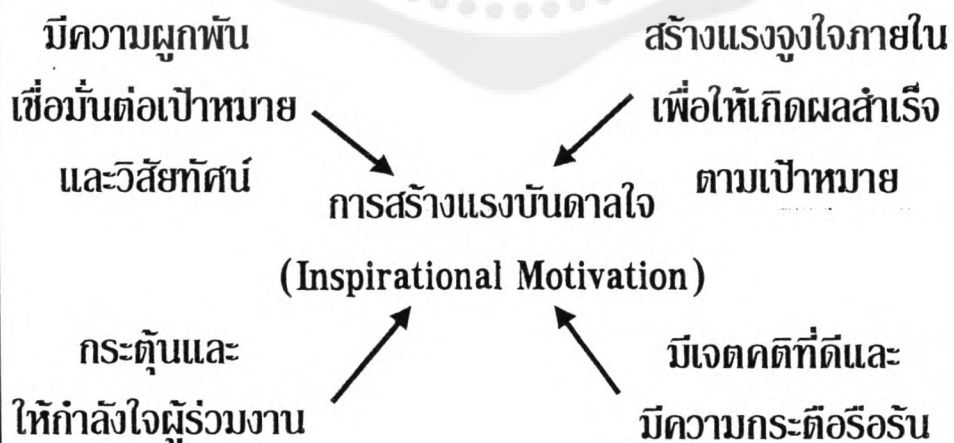 มีความผูกพัน
เชื่อมั่นต่อเป้าหมาย
และวิสัยทัศน์
สร้างแรงจูงใจภายใน
เพื่อให้เกิดผลสำเร็จ
ตามเป้าหมาย
การสร้างแรงบันดาลใจ
(Inspirational Motivation)
กระตุ้นและ
ให้กำลังใจผู้ร่วมงาน
มีเจตคติที่ดีและ
มีความกระตือรือร้น